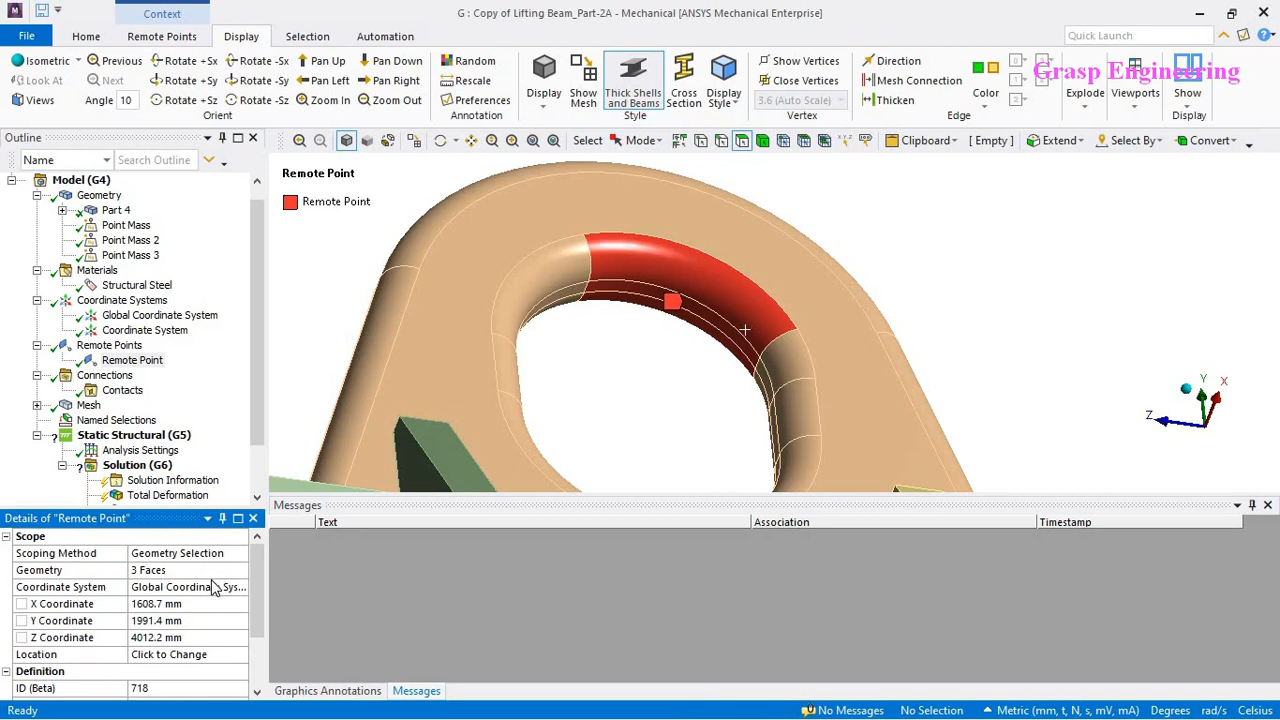 Context
G : Copy of Lifting Beam_Part-2A - Mechanical [ANSYS Mechanical Enterprise]
File
Home
Remote Points
Display
Selection
Automation
Quick Launch
Isometric
Previous
Rotate +Sx
Rotate -Sx
Pan Up
Pan Down
Look At
Next
Rotate +Sy
Rotate -Sy
Pan Left
Pan Right
Views
Angle 10
Rotate +Sz
Rotate -Sz
Zoom In
Zoom Out
Orient
Random
Rescale
Preferences
Annotation
Display
Show
Mesh
Thick Shells
and Beams
Cross
Section
Display
Style
Style
Show Vertices
Close Vertices
3.6 (Auto Scale)
Vertex
Direction
Mesh Connection
Thicken
Color
Edge
Explode
Viewports
Show
Display
Grasp Engineering
Outline
Name
Search Outline
Select
Mode
Clipboard
[ Empty ]
Extend
Select By
Convert
Model (G4)
Geometry
Part 4
Point Mass
Point Mass 2
Point Mass 3
Materials
Structural Steel
Coordinate Systems
Global Coordinate System
Coordinate System
Remote Points
Remote Point
Connections
Contacts
Mesh
Named Selections
Static Structural (G5)
Analysis Settings
Solution (G6)
Solution Information
Total Deformation
Remote Point
Remote Point
Y
X
Z
Details of "Remote Point"
Scope
Scoping Method Geometry Selection
Geometry 3 Faces
Coordinate System Global Coordinate Sys...
X Coordinate 1608.7 mm
Y Coordinate 1991.4 mm
Z Coordinate 4012.2 mm
Location Click to Change
Definition
ID (Beta) 718
Messages
Text Association Timestamp
Graphics Annotations Messages
Ready
No Messages No Selection Metric (mm, t, N, s, mV, mA) Degrees rad/s Celsius